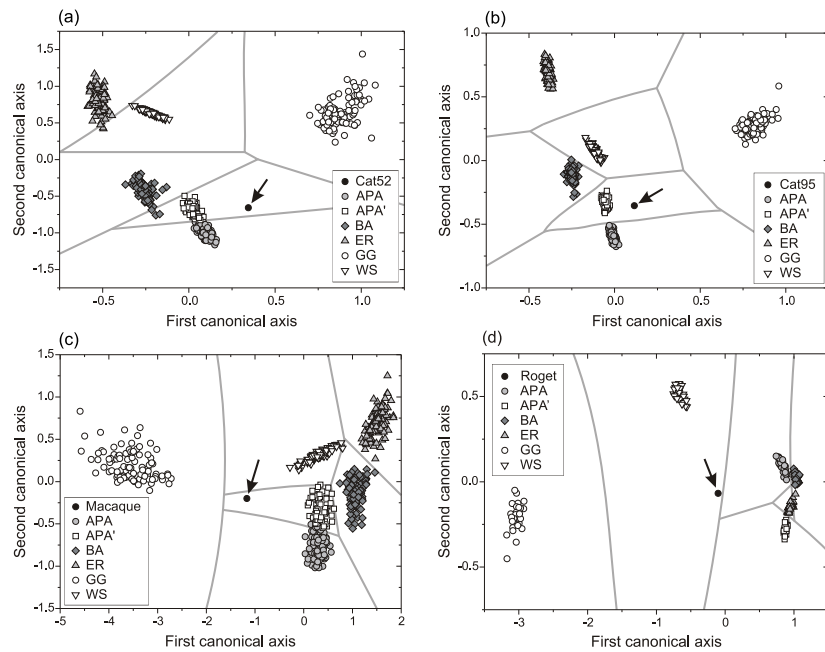 (a)
1.5
1.0
0.5
0.0
-0.5
-1.0
-1.5
Second canonical axis
-0.5 0.0 0.5 1.0
First canonical axis
Cat52
APA
APA'
BA
ER
GG
WS
(b)
1.0
0.5
0.0
-0.5
-1.0
Second canonical axis
-0.5 0.0 0.5 1.0
First canonical axis
Cat95
APA
APA'
BA
ER
GG
WS
(c)
1.5
1.0
0.5
0.0
-0.5
-1.0
-1.5
Second canonical axis
-5 -4 -3 -2 -1 0 1 2
First canonical axis
Macaque
APA
APA'
BA
ER
GG
WS
(d)
0.5
0.0
-0.5
Second canonical axis
-3 -2 -1 0 1
First canonical axis
Roget
APA
APA'
BA
ER
GG
WS